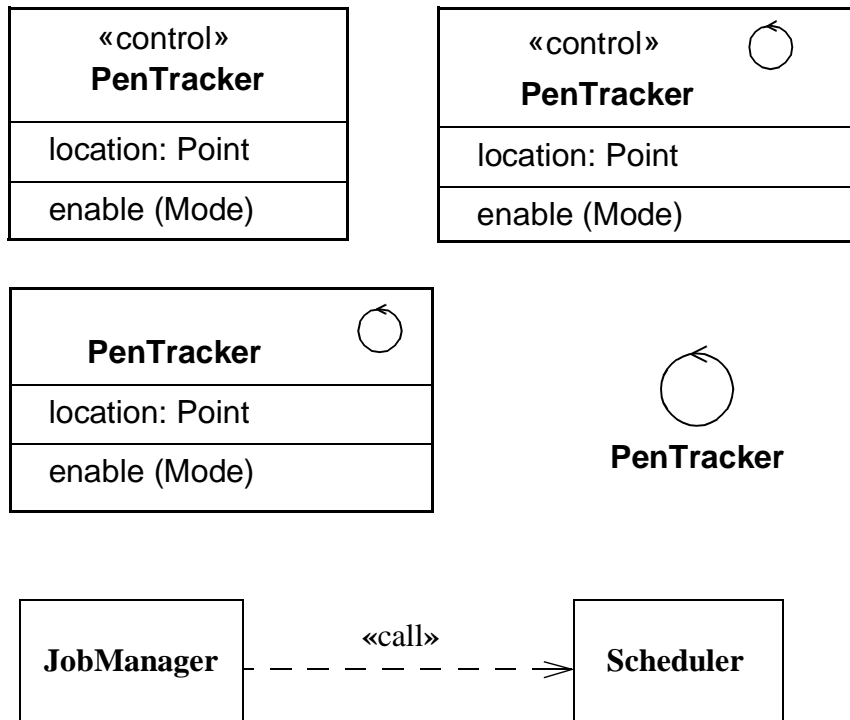 «control»
PenTracker
location: Point
enable (Mode)
«control»
PenTracker
location: Point
enable (Mode)
PenTracker
location: Point
enable (Mode)
PenTracker
JobManager
«call»
Scheduler